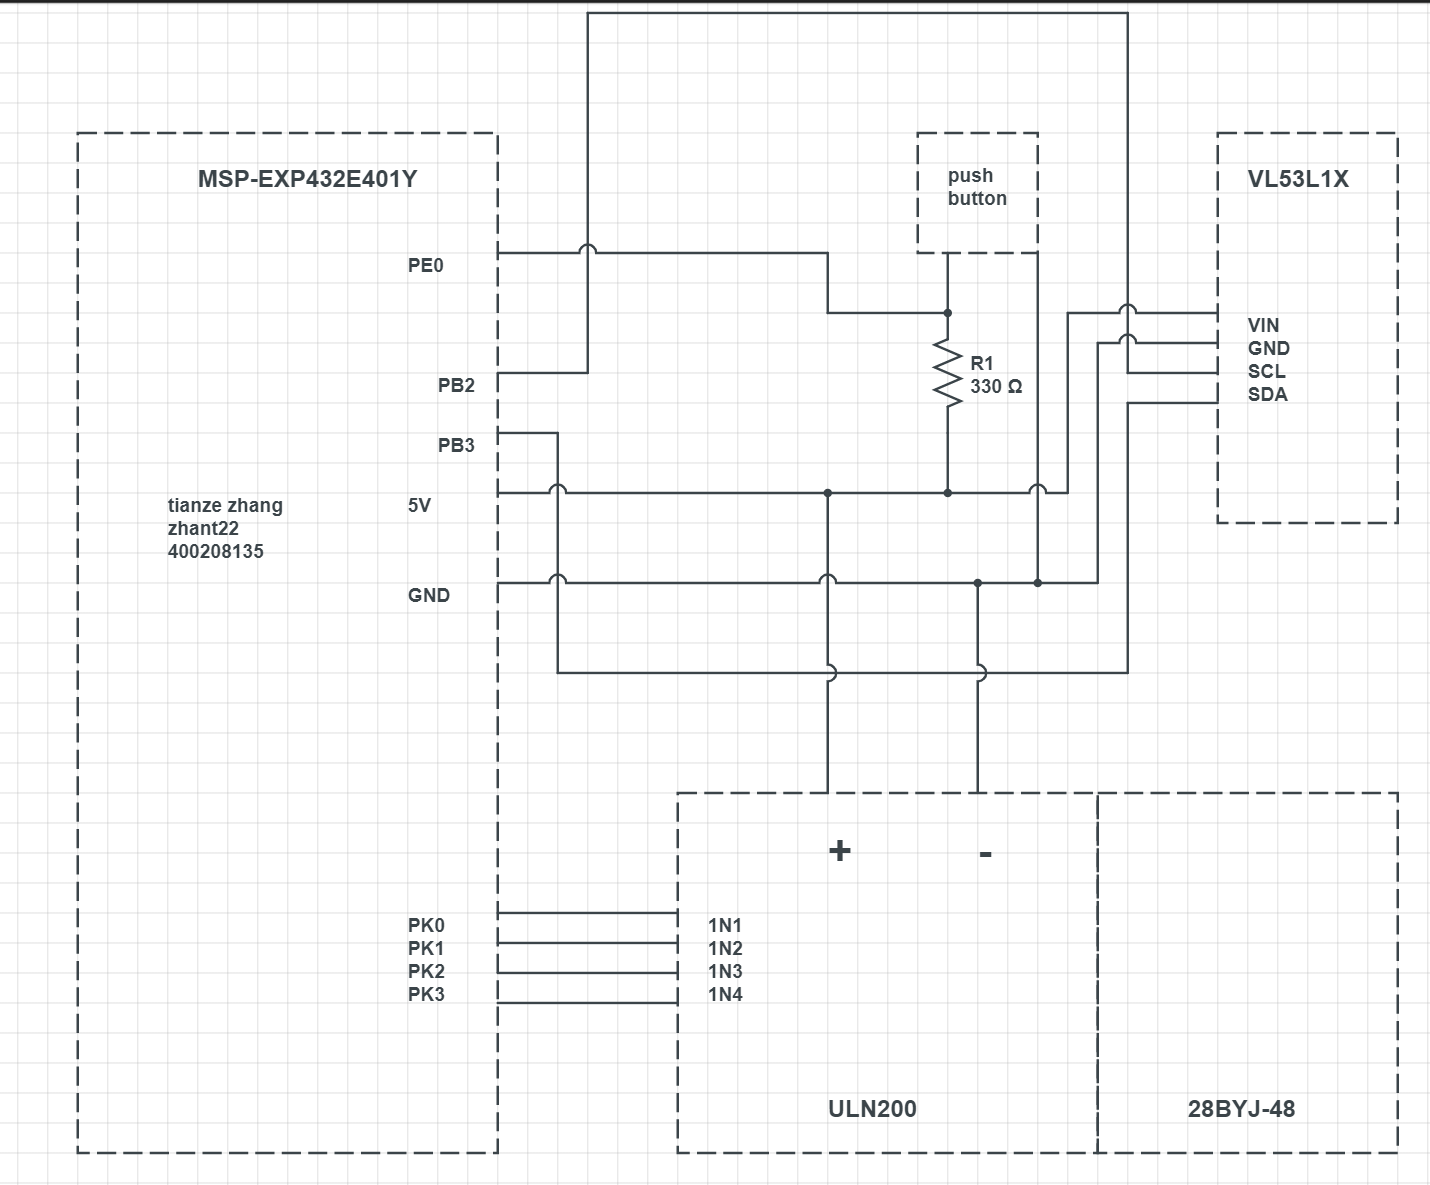 MSP-EXP432E401Y
push
button
VL53L1X
PE0
VIN
GND
SCL
SDA
R1
330 Ω
PB2
PB3
5V
tianze zhang
zhant22
400208135
GND
+
-
PK0
PK1
PK2
PK3
1N1
1N2
1N3
1N4
ULN200
28BYJ-48